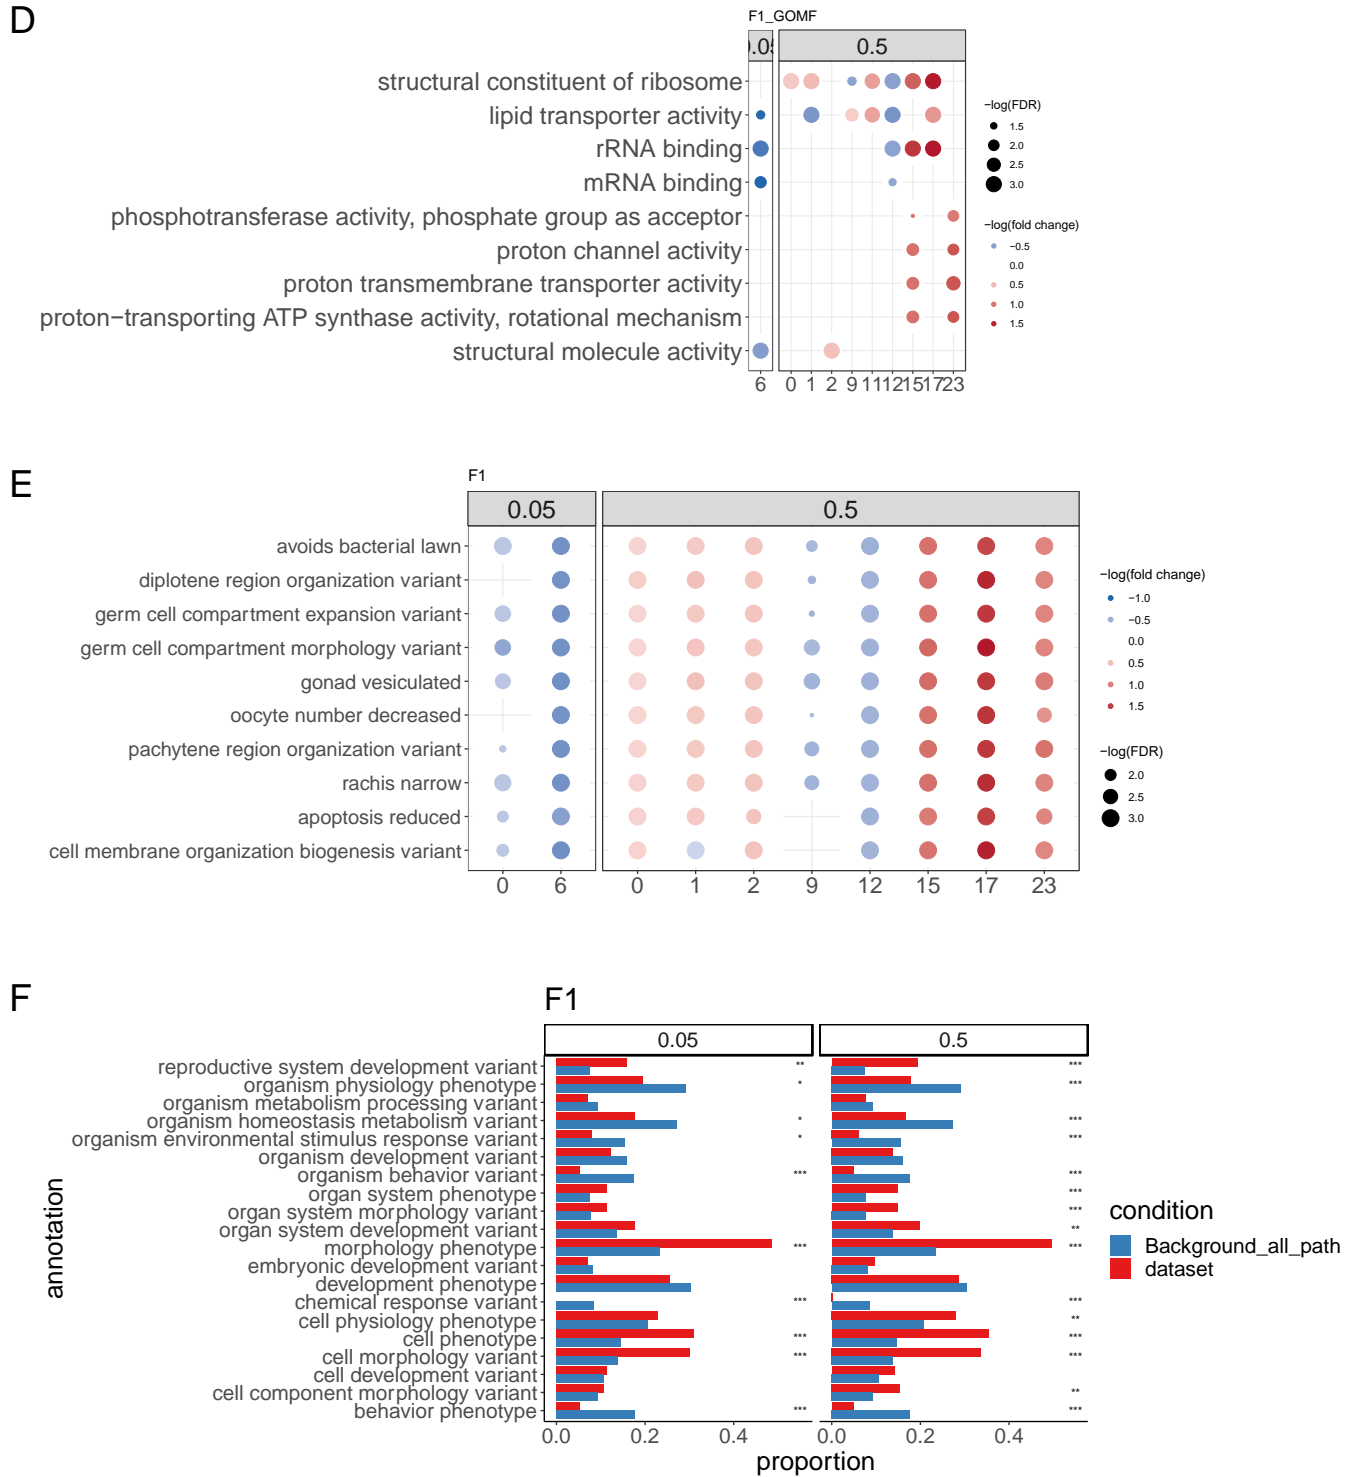 D
F1_GOMF
0.05 0.5
structural constituent of ribosome
lipid transporter activity
rRNA binding
mRNA binding
phosphotransferase activity, phosphate group as acceptor
proton channel activity
proton transmembrane transporter activity
proton−transporting ATP synthase activity, rotational mechanism
structural molecule activity
6 0 1 2 9 11 12 15 17 23
−log(FDR)
1.5
2.0
2.5
3.0
−log(fold change)
−0.5
0.0
0.5
1.0
1.5
E
F1
0.05 0.5
avoids bacterial lawn
diplotene region organization variant
germ cell compartment expansion variant
germ cell compartment morphology variant
gonad vesiculated
oocyte number decreased
pachytene region organization variant
rachis narrow
apoptosis reduced
cell membrane organization biogenesis variant
0 6 0 1 2 9 12 15 17 23
−log(fold change)
−1.0
−0.5
0.0
0.5
1.0
1.5
−log(FDR)
2.0
2.5
3.0
F
F1
0.05 0.5
reproductive system development variant ** ***
organism physiology phenotype * ***
organism metabolism processing variant
organism homeostasis metabolism variant * ***
organism environmental stimulus response variant * ***
organism development variant
organism behavior variant *** ***
organ system phenotype ***
organ system morphology variant ***
organ system development variant **
morphology phenotype *** ***
embryonic development variant
development phenotype
chemical response variant *** ***
cell physiology phenotype **
cell phenotype *** ***
cell morphology variant *** ***
cell development variant
cell component morphology variant **
behavior phenotype *** ***
0.0 0.2 0.4 0.0 0.2 0.4
proportion
annotation
condition
Background_all_path
dataset